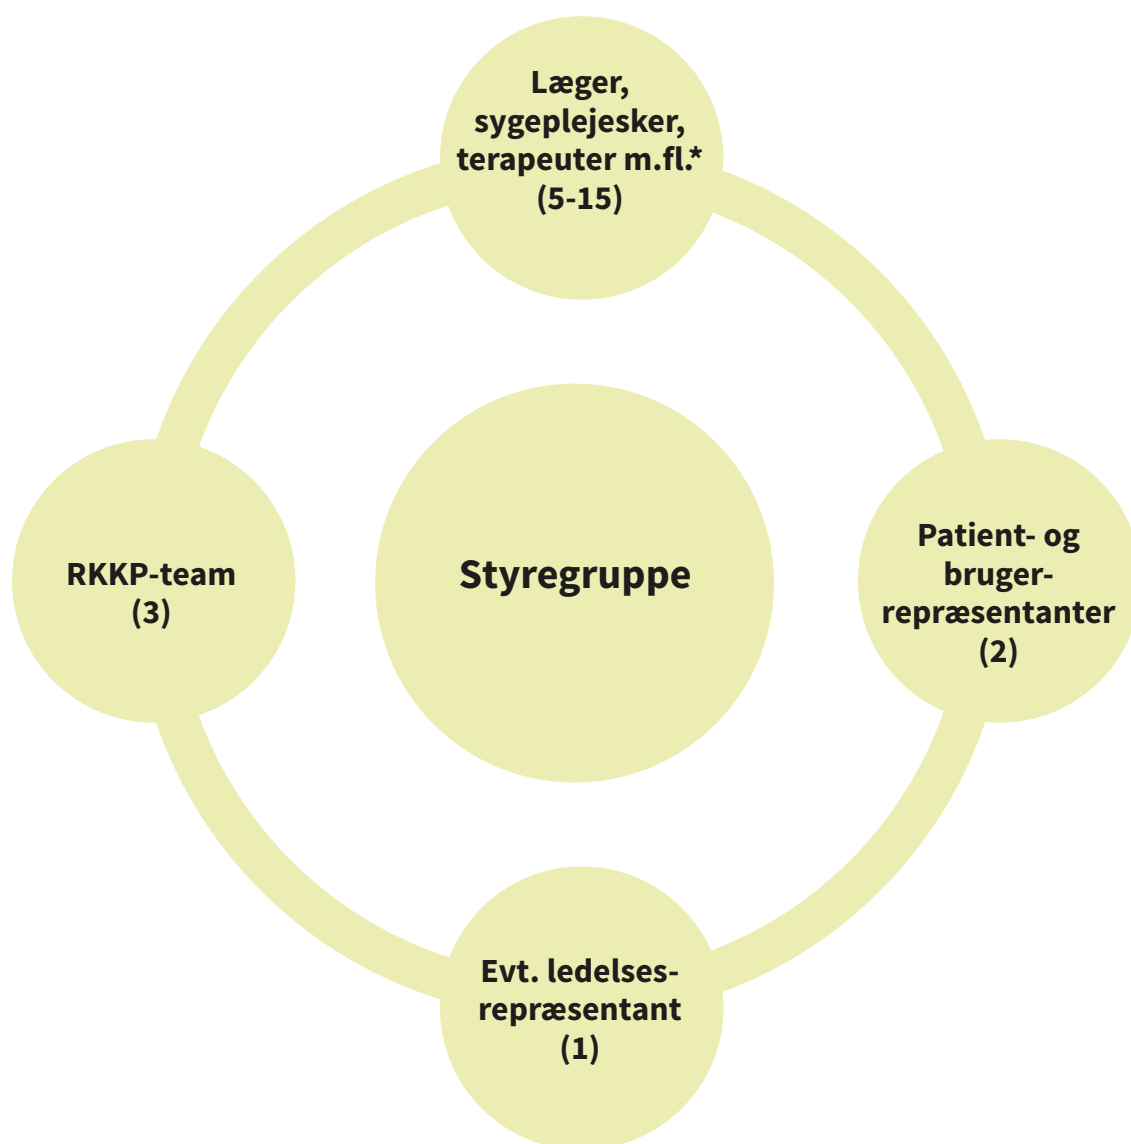 Læger,
sygeplejesker,
terapeuter m.fl.*
(5-15)
RKKP-team
(3)
Styregruppe
Patient- og
bruger-
repræsentanter
(2)
Evt. ledelses-
repræsentant
(1)